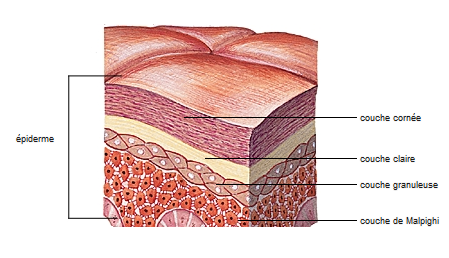 couche cornée
épiderme
couche claire
couche granuleuse
couche de Malpighi